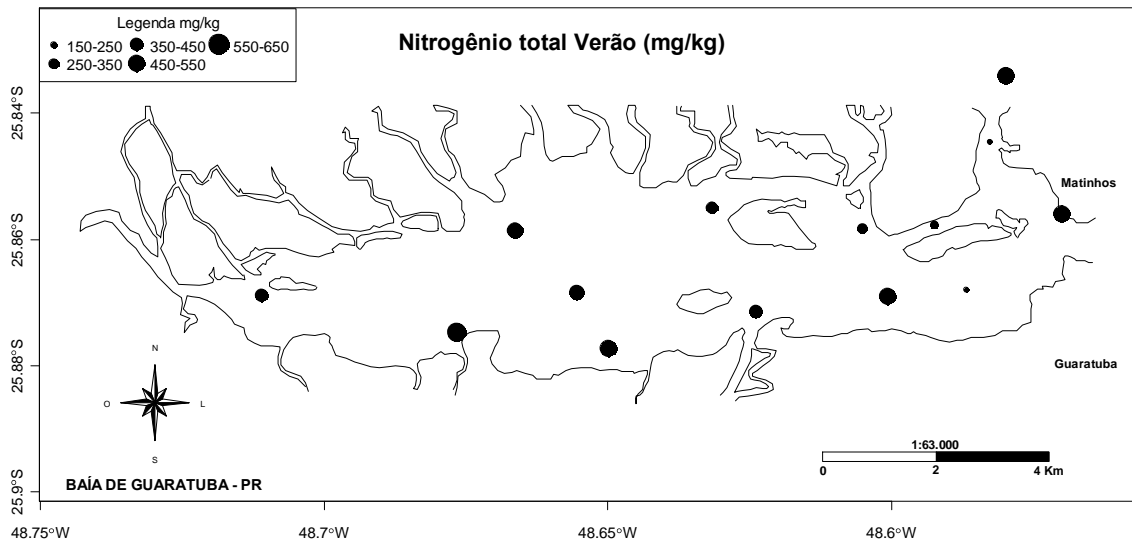 Legenda mg/kg
150-250 350-450 550-650
250-350 450-550
Nitrogênio total Verão (mg/kg)
25.84°S
25.86°S
25.88°S
25.9°S
Matinhos
Guaratuba
N
O L
S
1:63.000
0 2 4 Km
BAÍA DE GUARATUBA - PR
48.75°W 48.7°W 48.65°W 48.6°W